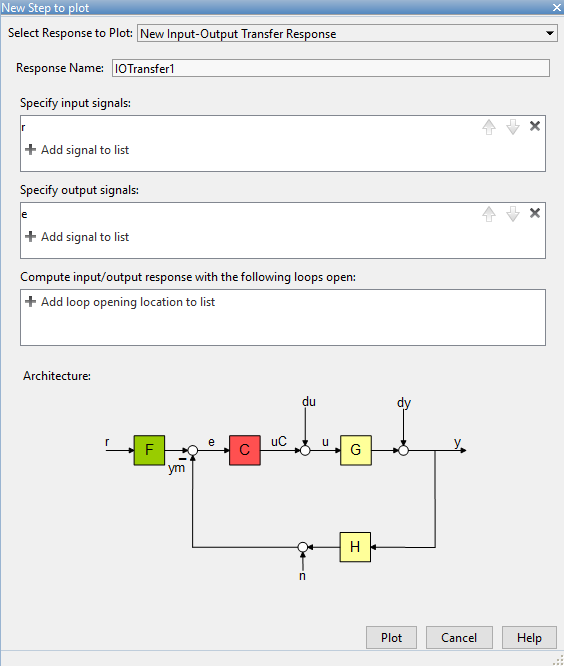 New Step to plot
Select Response to Plot: New Input-Output Transfer Response
Response Name: IOTransfer1
Specify input signals:
r
Add signal to list
Specify output signals:
e
Add signal to list
Compute input/output response with the following loops open:
Add loop opening location to list
Architecture:
du dy
r F e C uC u G y
ym
H
n
Plot Cancel Help